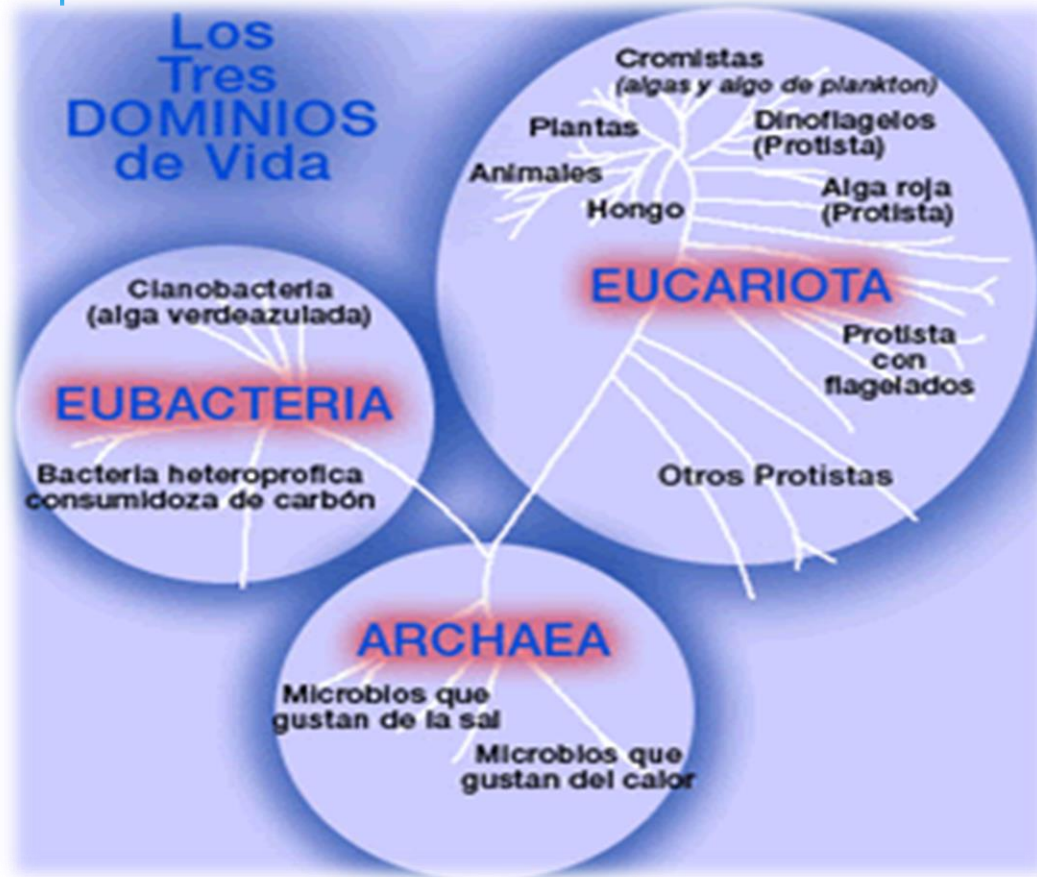 Los
Tres
DOMINIOS
de Vida
Cromistas
(algas y algo de plankton)
Plantas
Dinoflagelos
(Protista)
Animales
Alga roja
(Protista)
Hongo
EUCARIOTA
Protista
con
flagelados
Otros Protistas
Cianobacteria
(alga verdeazulada)
EUBACTERIA
Bacteria heteroprofica
consumidoza de carbón
ARCHAEA
Microbios que
gustan de la sal
Microbios que
gustan del calor